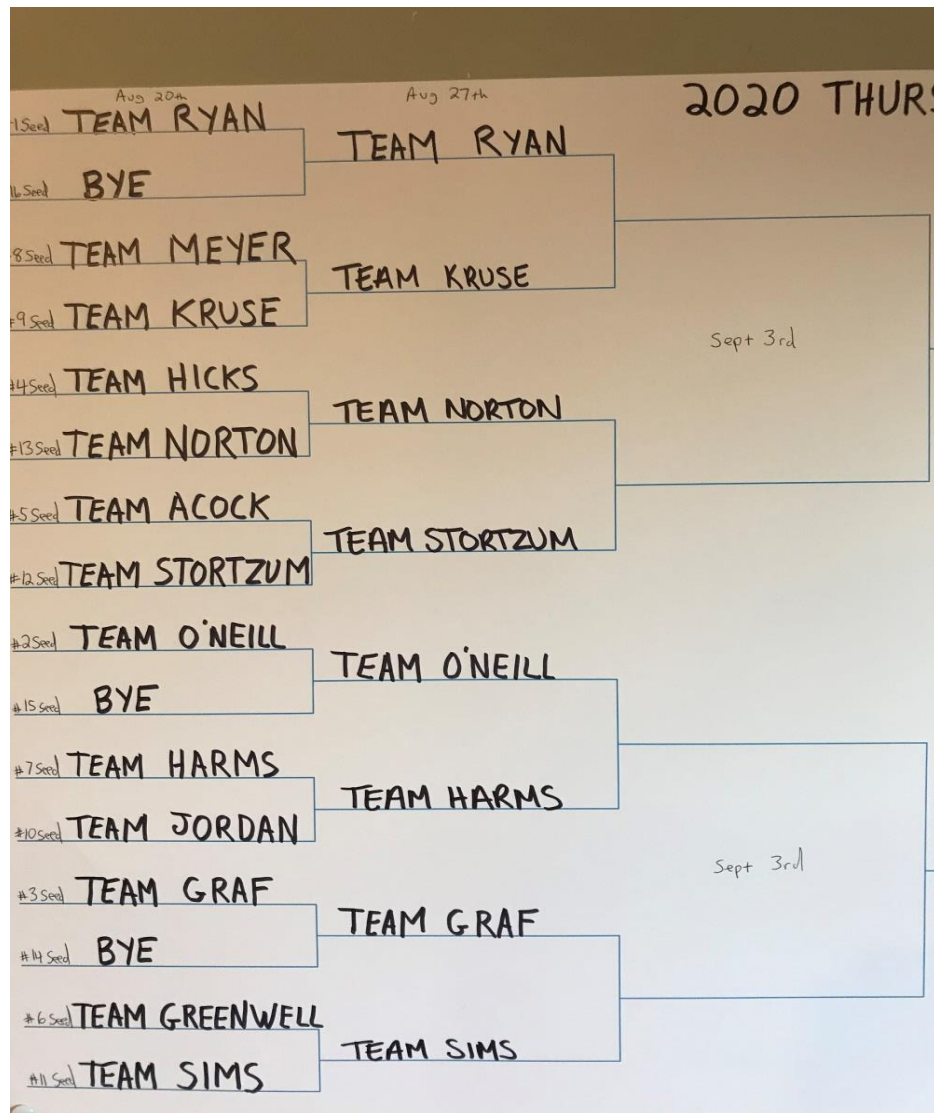 Aug 20th
Aug 27th
2020 THURS
1 Seed TEAM RYAN
TEAM RYAN
16 Seed BYE
8 Seed TEAM MEYER
TEAM KRUSE
#9 Seed TEAM KRUSE
Sept 3rd
#4 Seed TEAM HICKS
TEAM NORTON
#13 Seed TEAM NORTON
#5 Seed TEAM ACOCK
TEAM STORTZUM
#12 Seed TEAM STORTZUM
#2 Seed TEAM O'NEILL
TEAM O'NEILL
#15 Seed BYE
#7 Seed TEAM HARMS
TEAM HARMS
#10 Seed TEAM JORDAN
Sept 3rd
#3 Seed TEAM GRAF
TEAM GRAF
#14 Seed BYE
#6 Seed TEAM GREENWELL
TEAM SIMS
#11 Seed TEAM SIMS